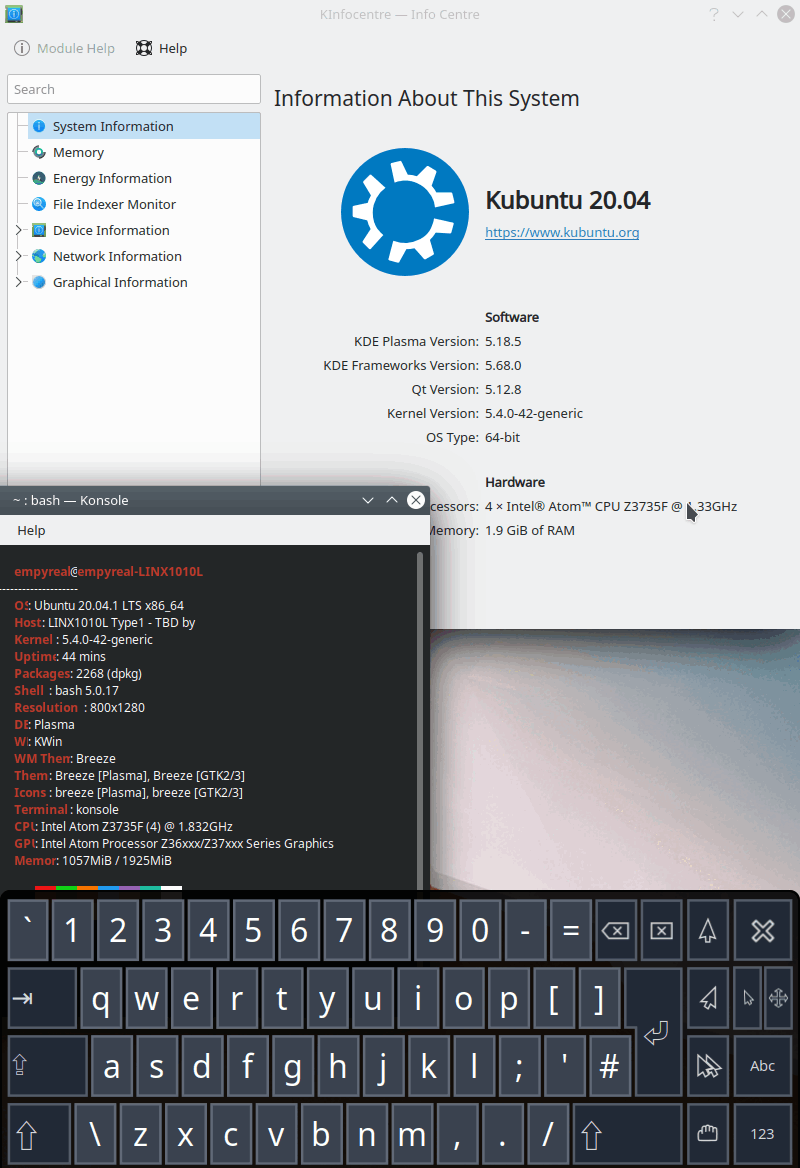 KInfocentre — Info Centre
Module Help Help
Search
Information About This System
System Information
Memory
Energy Information
File Indexer Monitor
Device Information
Network Information
Graphical Information
Kubuntu 20.04
https://www.kubuntu.org
Software
KDE Plasma Version: 5.18.5
KDE Frameworks Version: 5.68.0
Qt Version: 5.12.8
Kernel Version: 5.4.0-42-generic
OS Type: 64-bit
Hardware
cessors: 4 × Intel® Atom™ CPU Z3735F @ .33GHz
Memory: 1.9 GiB of RAM
~ : bash — Konsole
Help
empyreal@empyreal-LINX1010L
--------------------
OS: Ubuntu 20.04.1 LTS x86_64
Host: LINX1010L Type1 - TBD by
Kernel : 5.4.0-42-generic
Uptime: 44 mins
Packages: 2268 (dpkg)
Shell : bash 5.0.17
Resolution : 800x1280
DE: Plasma
W: KWin
WM Them: Breeze
Them: Breeze [Plasma], Breeze [GTK2/3]
Icons : breeze [Plasma], breeze [GTK2/3]
Terminal : konsole
CPU: Intel Atom Z3735F (4) @ 1.832GHz
GPU: Intel Atom Processor Z36xxx/Z37xxx Series Graphics
Memor: 1057MiB / 1925MiB
` 1 2 3 4 5 6 7 8 9 0 - =
q w e r t y u i o p [ ]
a s d f g h j k l ; ' # Abc
\ z x c v b n m , . / 123